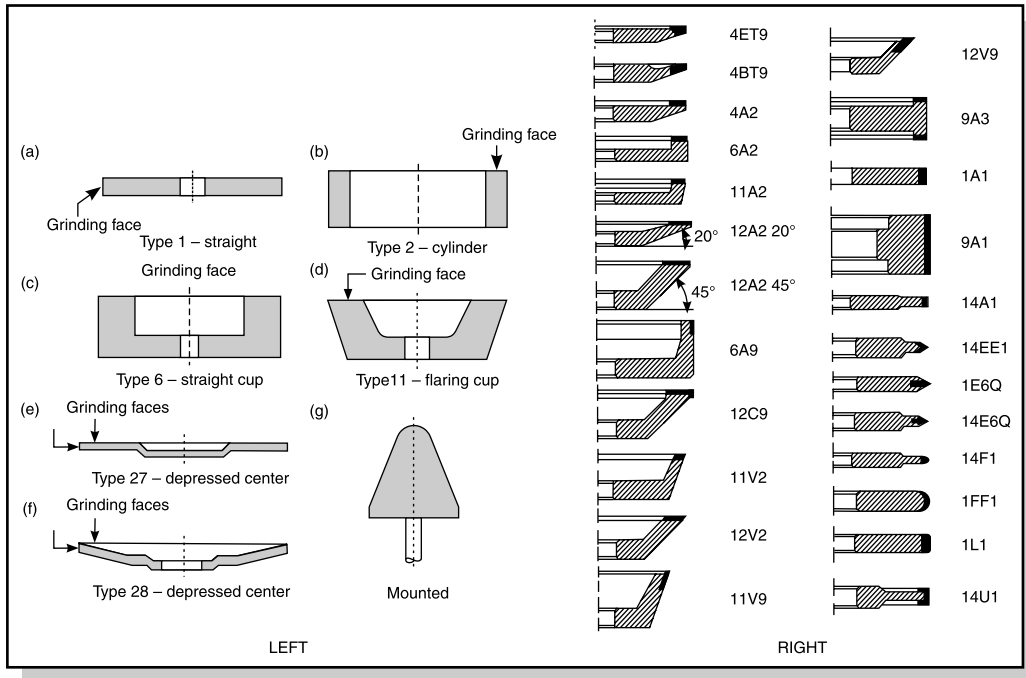 (a)
Grinding face
Type 1 – straight
(b)
Grinding face
Type 2 – cylinder
(c)
Grinding face
Type 6 – straight cup
(d)
Grinding face
Type11 – flaring cup
(e)
Grinding faces
Type 27 – depressed center
(f)
Grinding faces
Type 28 – depressed center
(g)
Mounted
LEFT
4ET9
4BT9
4A2
6A2
11A2
20°
12A2 20°
45°
12A2 45°
6A9
12C9
11V2
12V2
11V9
12V9
9A3
1A1
9A1
14A1
14EE1
1E6Q
14E6Q
14F1
1FF1
1L1
14U1
RIGHT